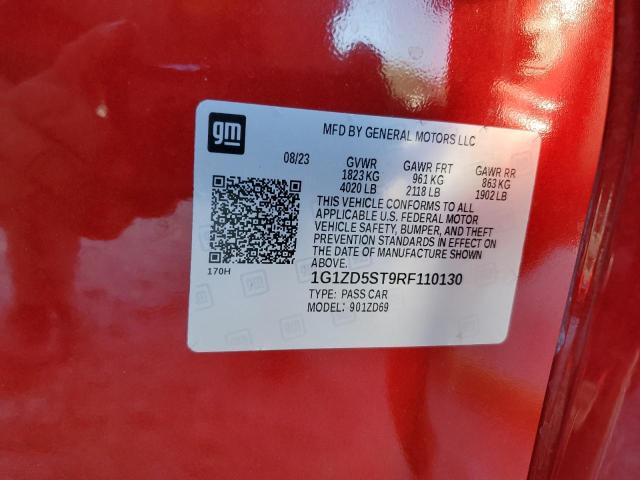 gm
MFD BY GENERAL MOTORS LLC
08/23 GVWR GAWR FRT GAWR RR
1823 KG 961 KG 863 KG
4020 LB 2118 LB 1902 LB
THIS VEHICLE CONFORMS TO ALL
APPLICABLE U.S. FEDERAL MOTOR
VEHICLE SAFETY, BUMPER, AND THEFT
PREVENTION STANDARDS IN EFFECT ON
THE DATE OF MANUFACTURE SHOWN
ABOVE.
170H
1G1ZD5ST9RF110130
TYPE: PASS CAR
MODEL: 901ZD69